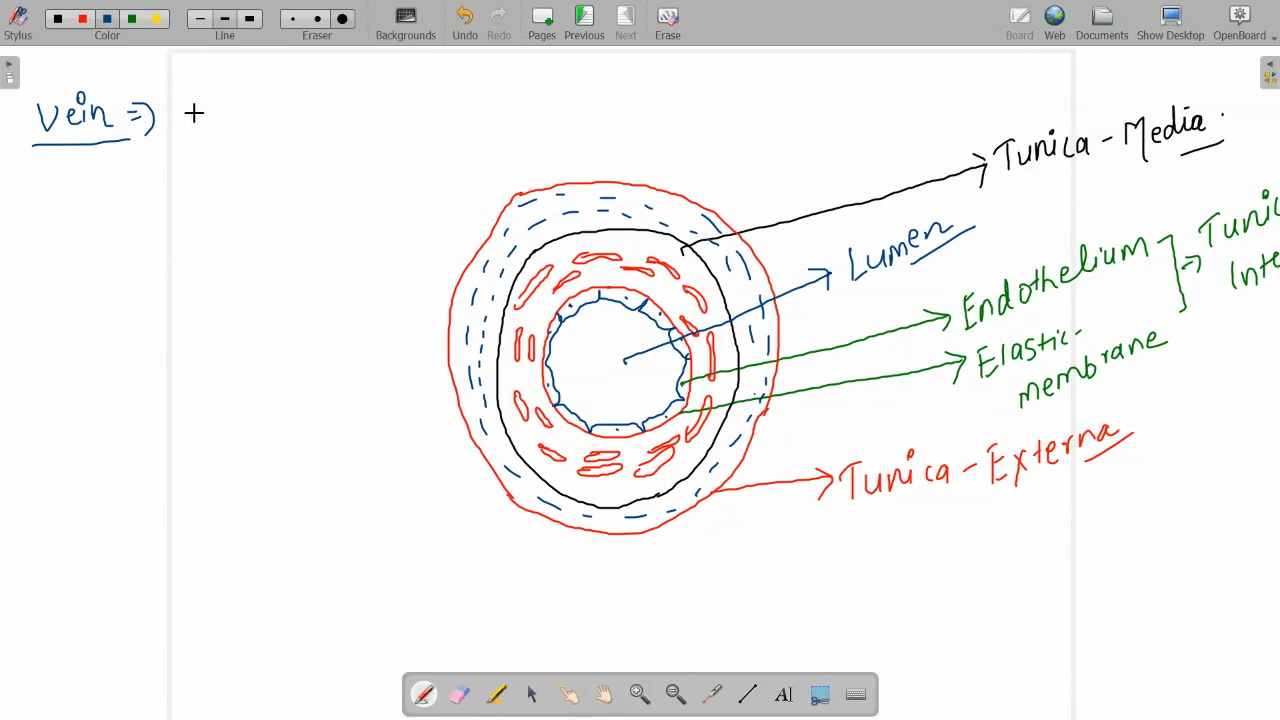 Stylus
Color
Line
Eraser
Backgrounds
Undo
Redo
Pages
Previous
Next
Erase
Board
Web
Documents
Show Desktop
OpenBoard
Vein =>
Tunica - Media
Lumen
Endothelium
Elastic-
membrane
Tunica - Externa